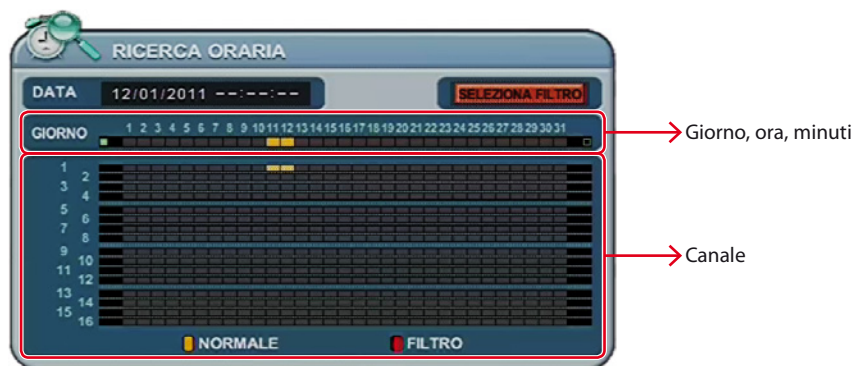 RICERCA ORARIA
DATA 12/01/2011 --:--:-- SELEZIONA FILTRO
GIORNO 1 2 3 4 5 6 7 8 9 10 11 12 13 14 15 16 17 18 19 20 21 22 23 24 25 26 27 28 29 30 31
Giorno, ora, minuti
1
2
3
4
5
6
7
8
9
10
11
12
13
14
15
16
Canale
NORMALE FILTRO